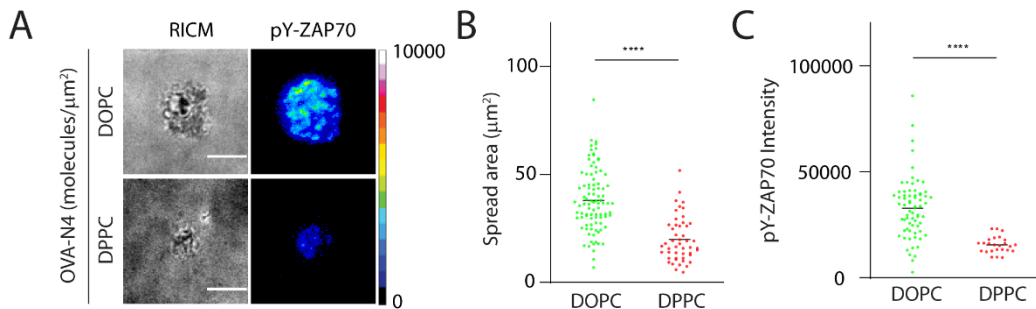 A
RICM
pY-ZAP70
OVA-N4 (molecules/μm²)
DOPC
DPPC
10000
0
B
Spread area (μm²)
100
50
0
****
DOPC
DPPC
C
pY-ZAP70 Intensity
100000
50000
0
****
DOPC
DPPC